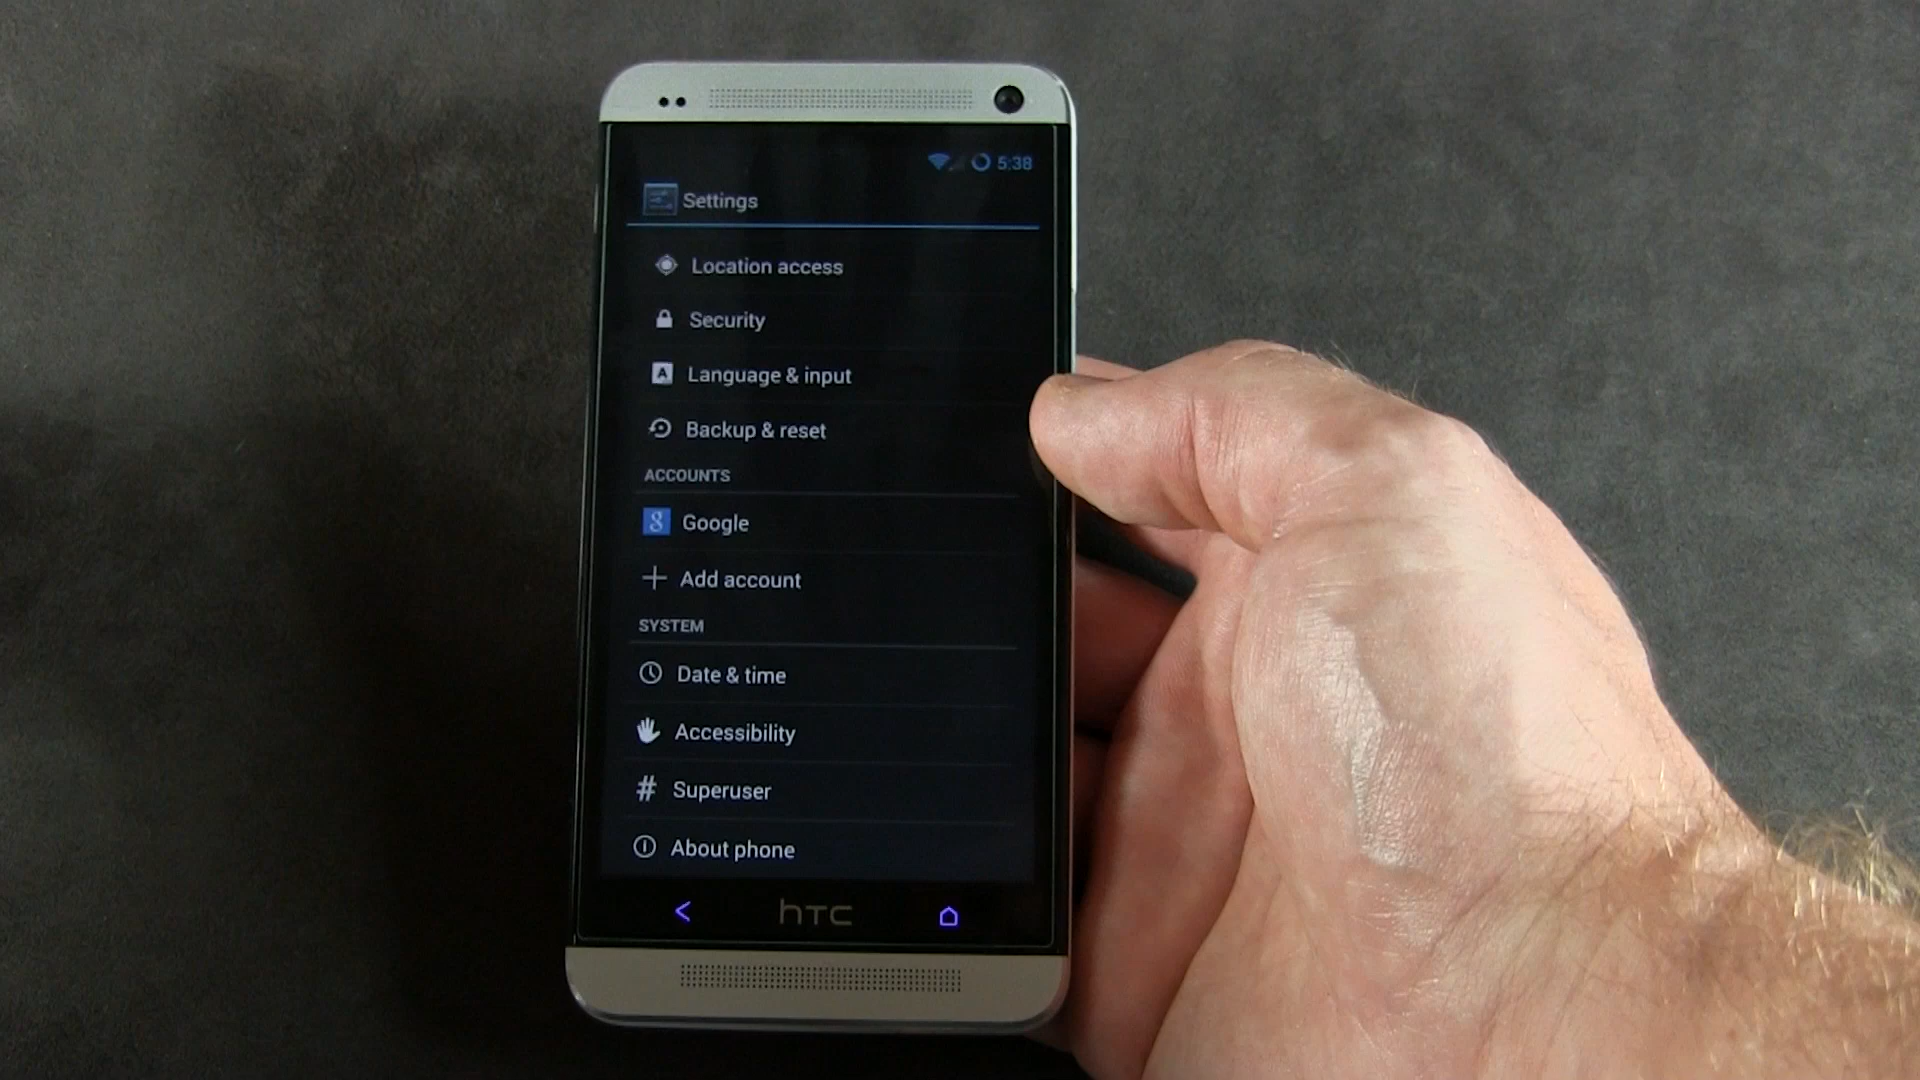 5:38
Settings
Location access
Security
A Language & input
Backup & reset
ACCOUNTS
g Google
Add account
SYSTEM
Date & time
Accessibility
# Superuser
About phone
hTC